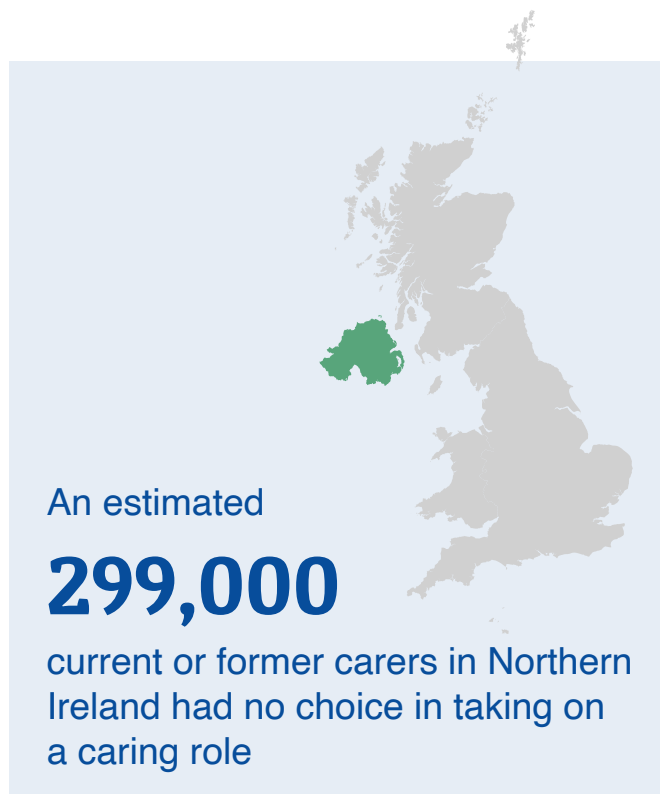 An estimated
299,000
current or former carers in Northern
Ireland had no choice in taking on
a caring role